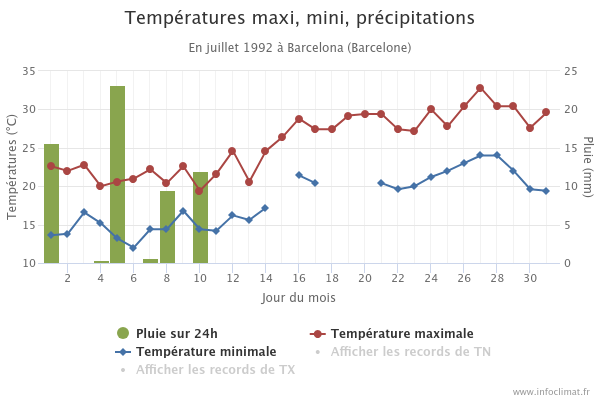 Températures maxi, mini, précipitations
En juillet 1992 à Barcelona (Barcelone)
35 25
30 20
25 15
20 10
15 5
10 0
Températures (°C)
Pluie (mm)
2 4 6 8 10 12 14 16 18 20 22 24 26 28 30
Jour du mois
Pluie sur 24h Température maximale
Température minimale Afficher les records de TN
Afficher les records de TX
www.infoclimat.fr